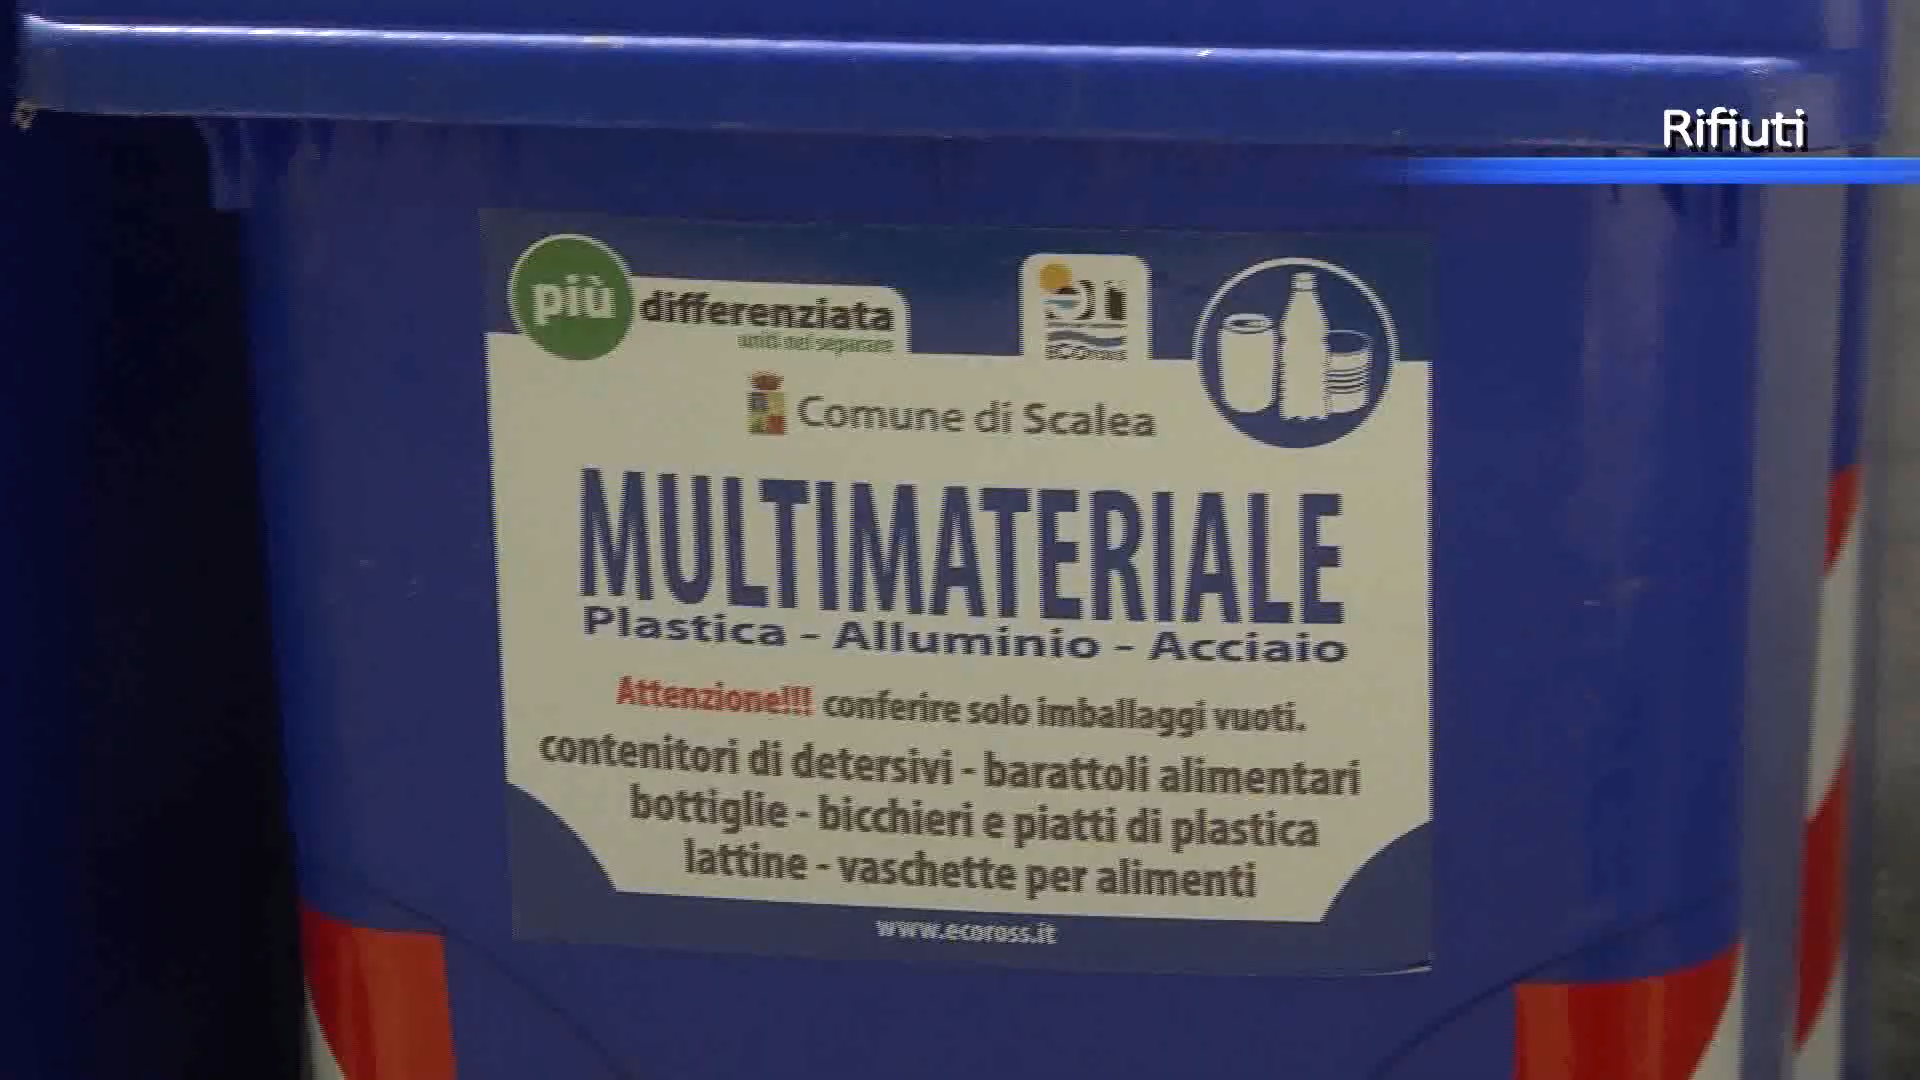 Rifiuti
più differenziata
uniti nel separare
ecoross
Comune di Scalea
MULTIMATERIALE
Plastica - Alluminio - Acciaio
Attenzione!!! conferire solo imballaggi vuoti.
contenitori di detersivi - barattoli alimentari
bottiglie - bicchieri e piatti di plastica
lattine - vaschette per alimenti
www.ecoross.it